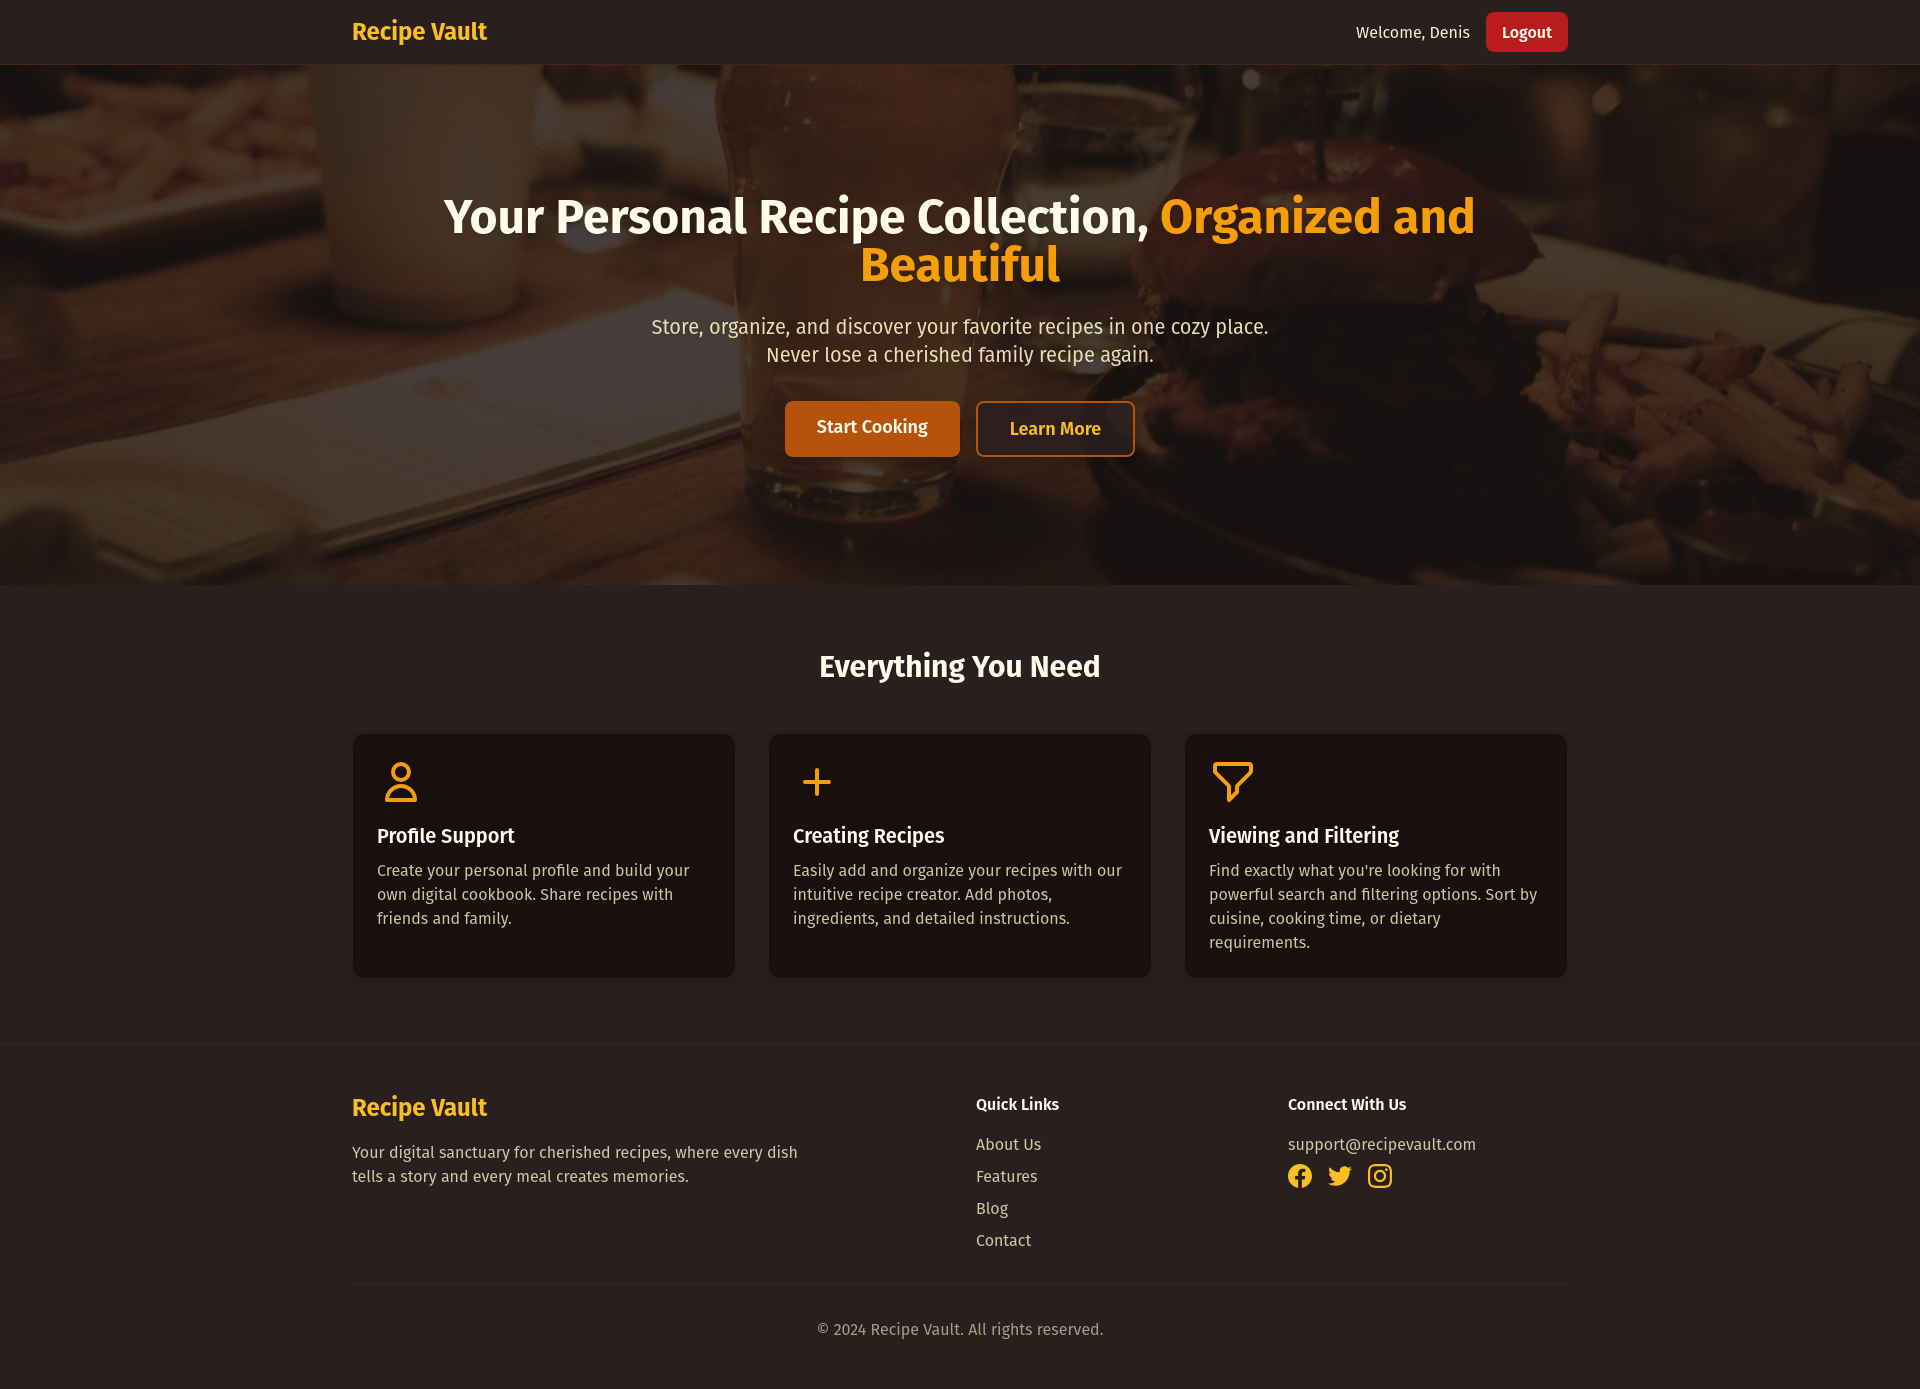 Recipe Vault
Welcome, Denis
Logout
Your Personal Recipe Collection, Organized and
Beautiful
Store, organize, and discover your favorite recipes in one cozy place.
Never lose a cherished family recipe again.
Start Cooking
Learn More
Everything You Need
Profile Support
Create your personal profile and build your
own digital cookbook. Share recipes with
friends and family.
Creating Recipes
Easily add and organize your recipes with our
intuitive recipe creator. Add photos,
ingredients, and detailed instructions.
Viewing and Filtering
Find exactly what you're looking for with
powerful search and filtering options. Sort by
cuisine, cooking time, or dietary
requirements.
Recipe Vault
Your digital sanctuary for cherished recipes, where every dish
tells a story and every meal creates memories.
Quick Links
About Us
Features
Blog
Contact
Connect With Us
support@recipevault.com
© 2024 Recipe Vault. All rights reserved.